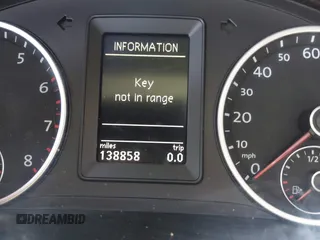 INFORMATION
Key
not in range
miles trip
138858 0.0
5
6
7
8
0
10
20
30
40
60
mph
1/2
DREAMBID